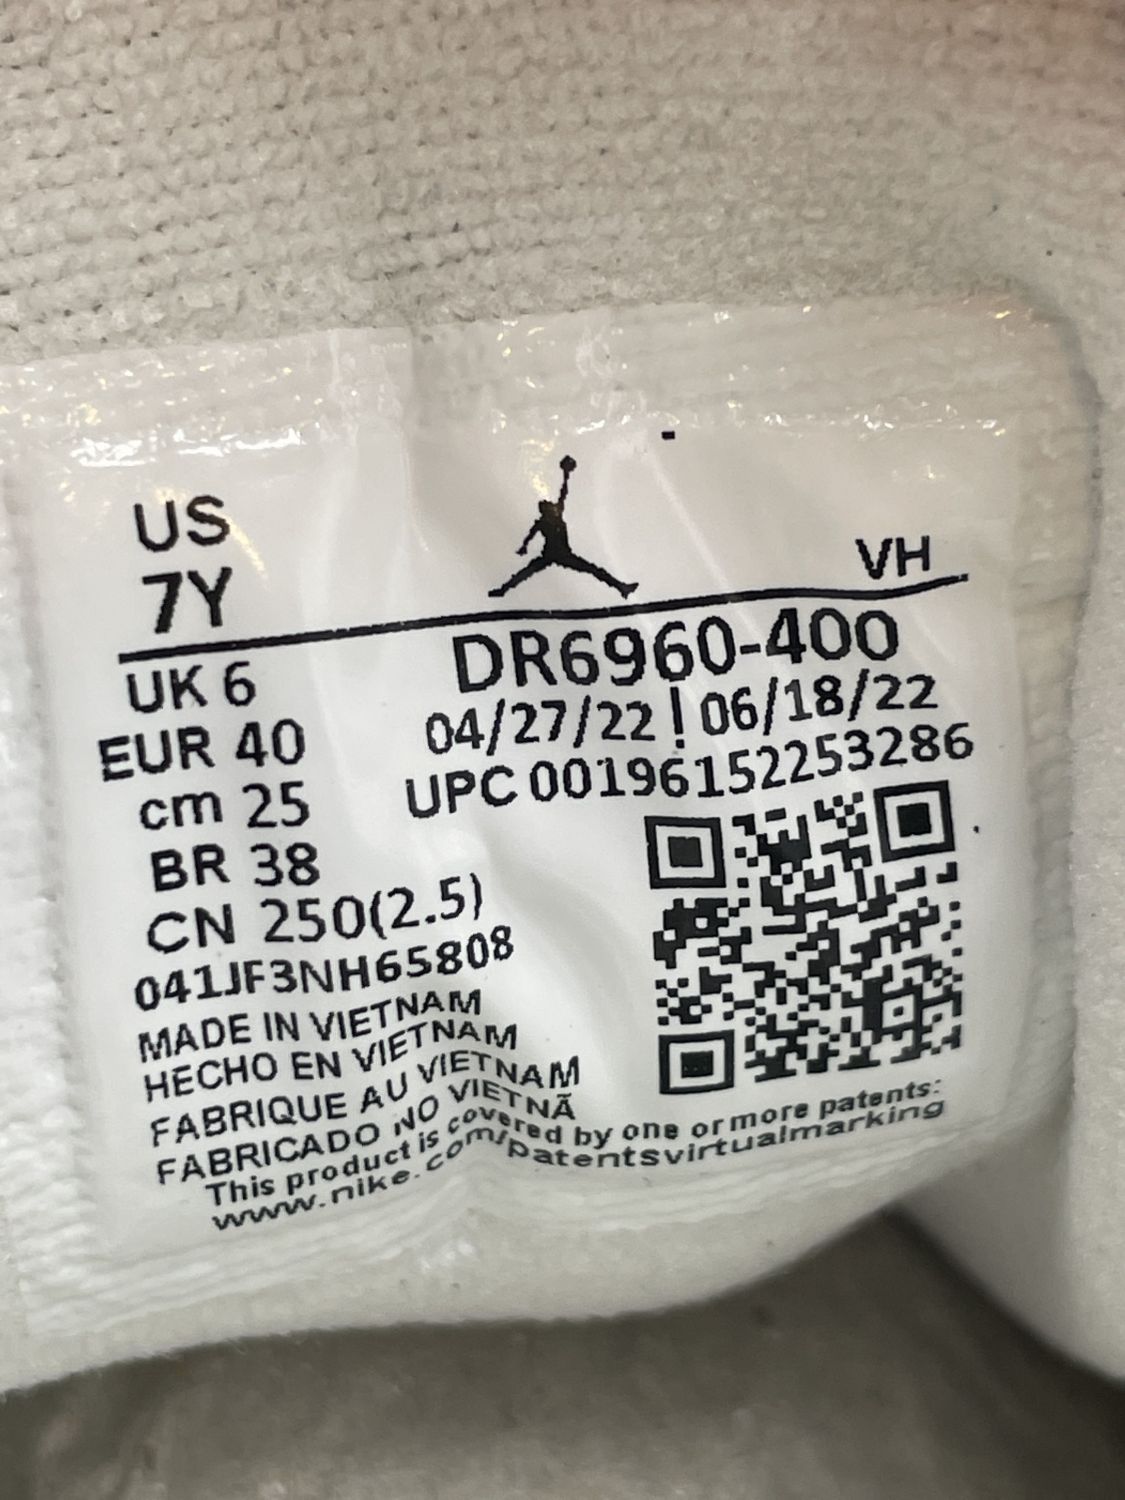 US
7Y
VH
UK 6
EUR 40
cm 25
BR 38
CN 250(2.5)
DR6960-400
04/27/22 ! 06/18/22
UPC 00196152253286
041JF3NH65808
MADE IN VIETNAM
HECHO EN VIETNAM
FABRIQUE AU VIETNAM
FABRICADO NO VIETNÃ
This product is covered by one or more patents:
www.nike.com/patentsvirtualmarking